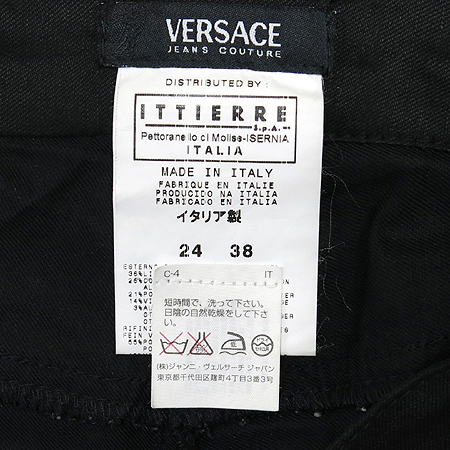 VERSACE
JEANS COUTURE
DISTRIBUTED BY :
ITTIERRE
S.p.A.
Pettoranello di Molise-ISERNIA
ITALIA
MADE IN ITALY
FABRIQUE EN ITALIE
PRODUCIDO NA ITALIA
FABRICADO EN ITALIA
イタリア製
24 38
C-4 IT
短時間で、洗って下さい。
日陰の自然乾燥をして下さい。
(株)ジャンニ・ヴェルサーチ ジャパン
東京都千代田区麹町4丁目3番3号